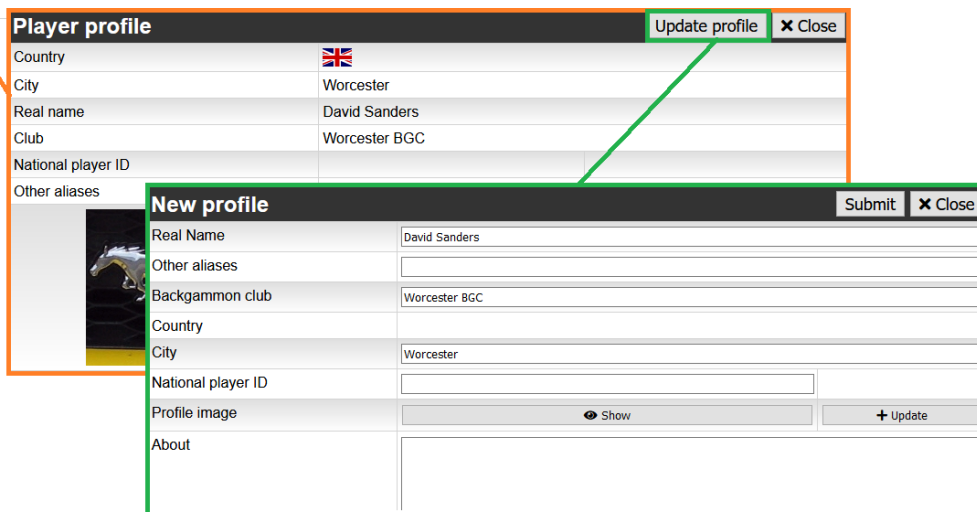 Player profile Update profile ✖ Close
Country
City Worcester
Real name David Sanders
Club Worcester BGC
National player ID
Other aliases
New profile Submit ✖ Close
Real Name David Sanders
Other aliases
Backgammon club Worcester BGC
Country
City Worcester
National player ID
Profile image Show + Update
About